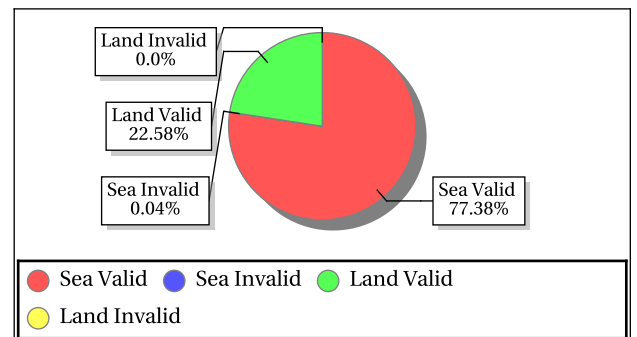 Land Invalid
0.0%
Land Valid
22.58%
Sea Invalid
0.04%
Sea Valid
77.38%
Sea Valid Sea Invalid Land Valid
Land Invalid